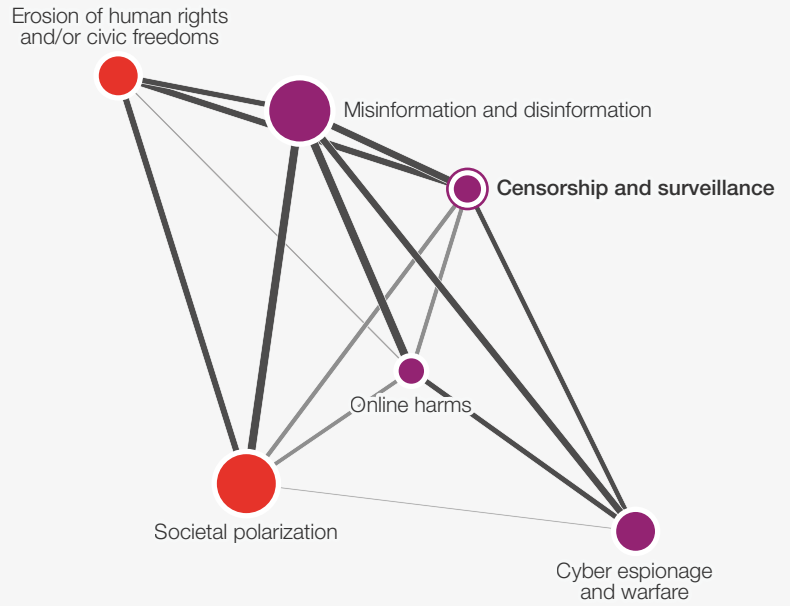 Erosion of human rights
and/or civic freedoms
Misinformation and disinformation
Censorship and surveillance
Online harms
Societal polarization
Cyber espionage
and warfare